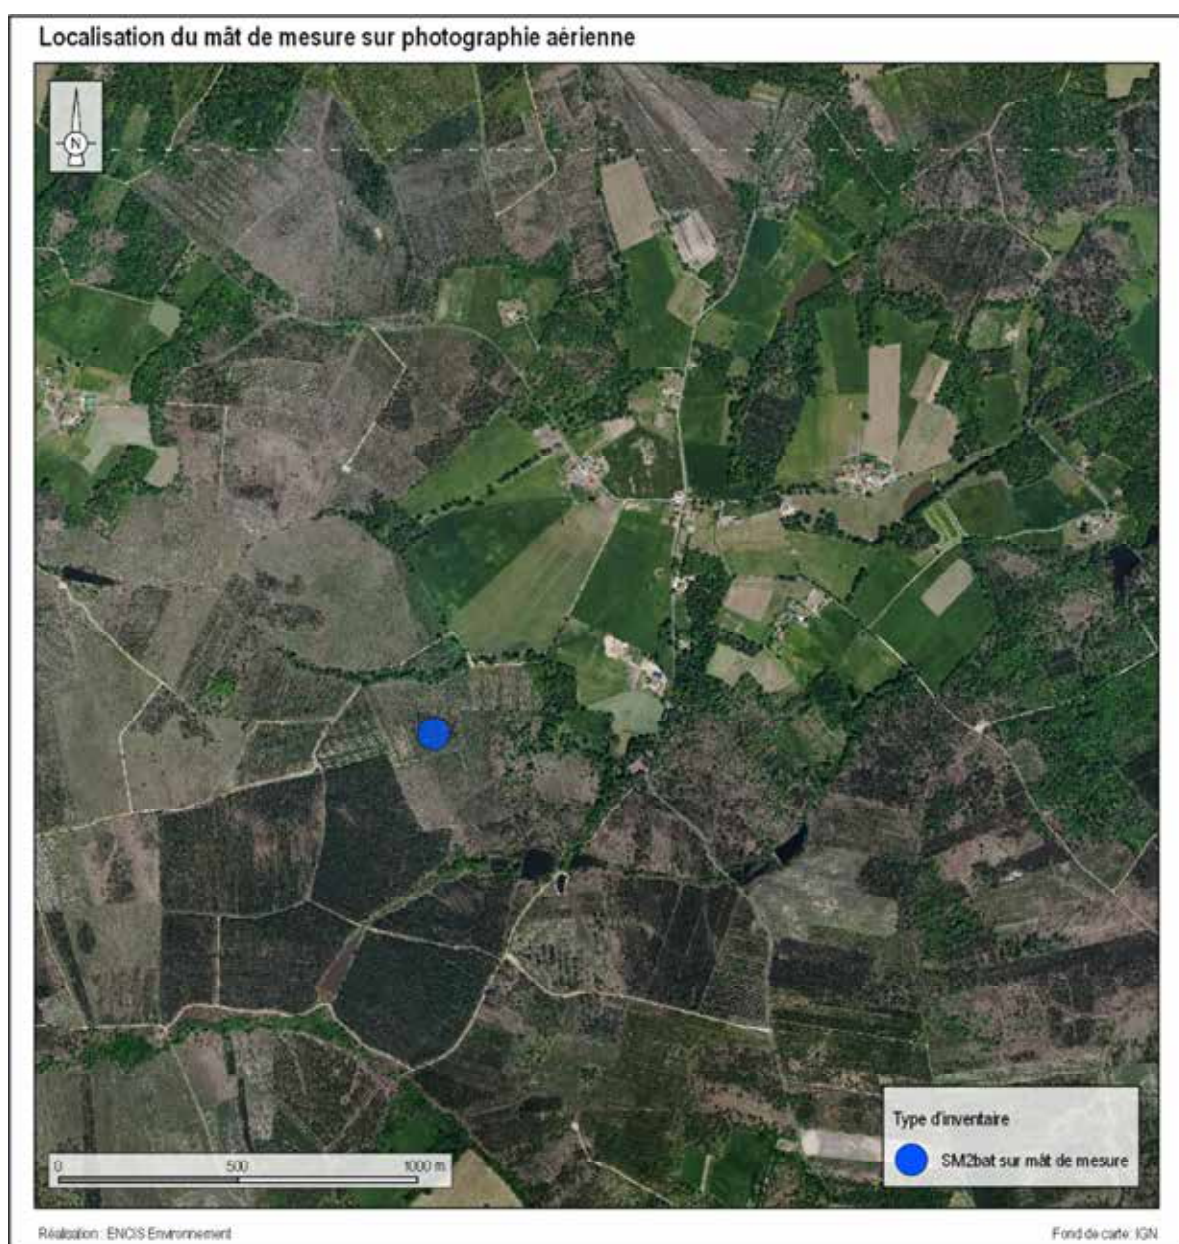 Localisation du mât de mesure sur photographie aérienne
N
Type d'inventaire
SM2bat sur mât de mesure
0 500 1000 m
Réalisation : ENCIS Environnement
Fond de carte: IGN